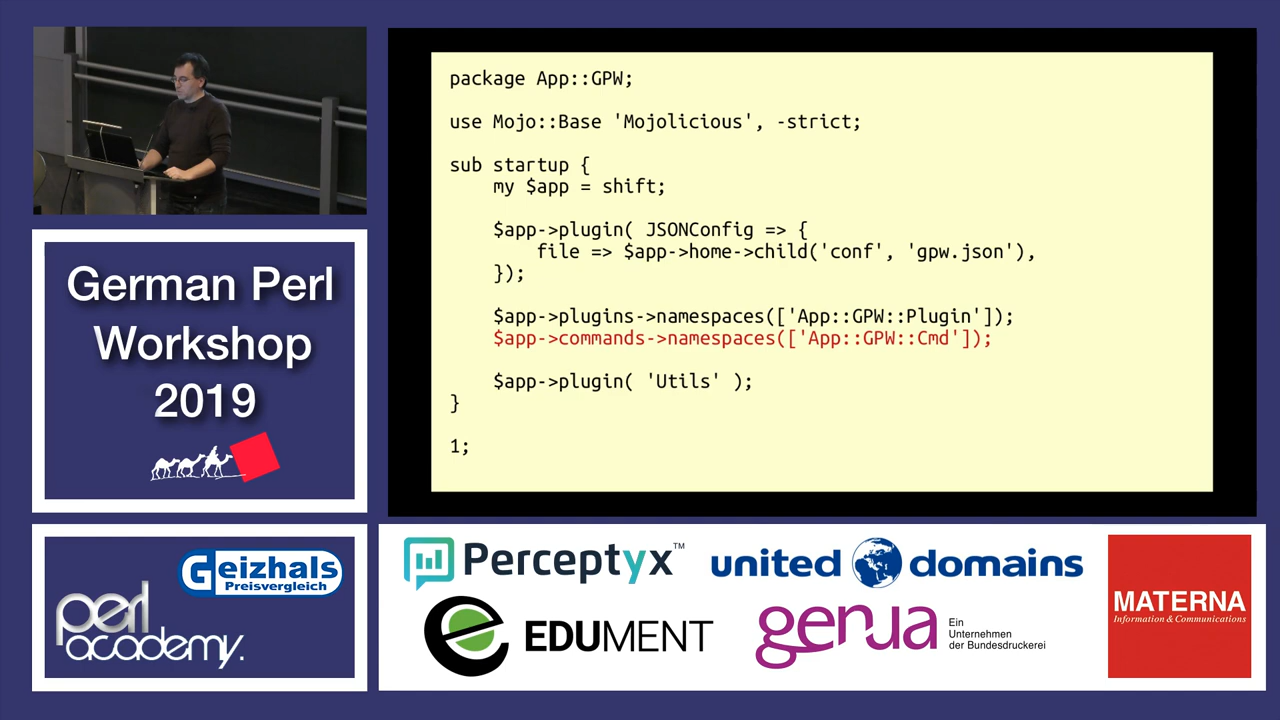 package App::GPW;
use Mojo::Base 'Mojolicious', -strict;
sub startup {
my $app = shift;
$app->plugin( JSONConfig => {
file => $app->home->child('conf', 'gpw.json'),
});
$app->plugins->namespaces(['App::GPW::Plugin']);
$app->commands->namespaces(['App::GPW::Cmd']);
$app->plugin( 'Utils' );
}
1;
German Perl
Workshop
2019
Geizhals
Preisvergleich
perl
academy.
Perceptyx™
united domains
EDUMENT
genua
Ein
Unternehmen
der Bundesdruckerei
MATERNA
Information & Communications